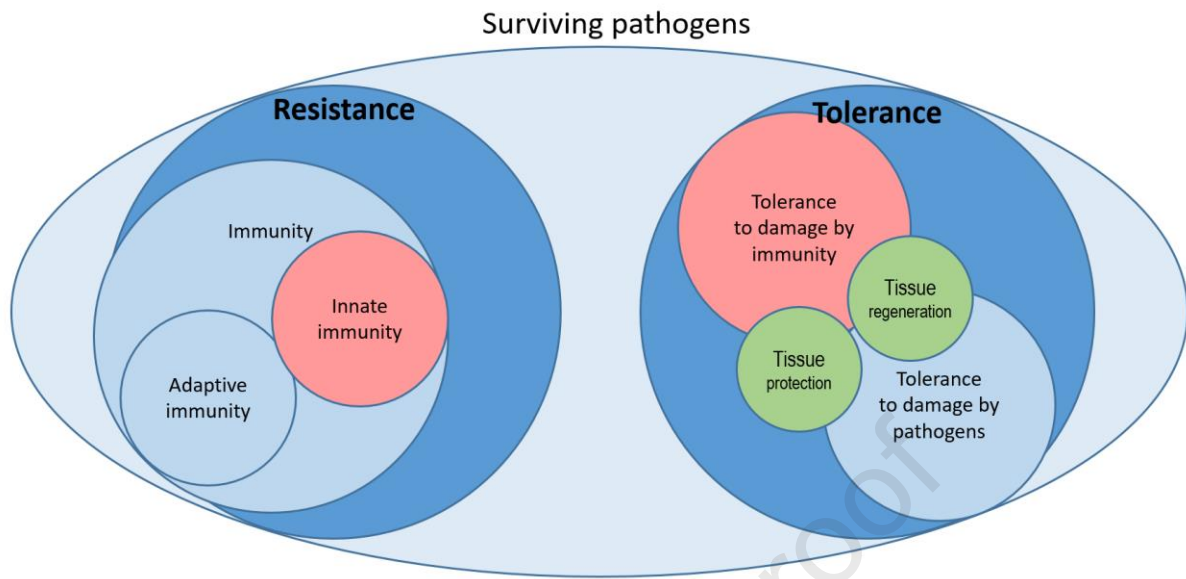 Surviving pathogens
Resistance
Immunity
Innate
immunity
Adaptive
immunity
Tolerance
Tolerance
to damage by
immunity
Tissue
regeneration
Tissue
protection
Tolerance
to damage by
pathogens
roof